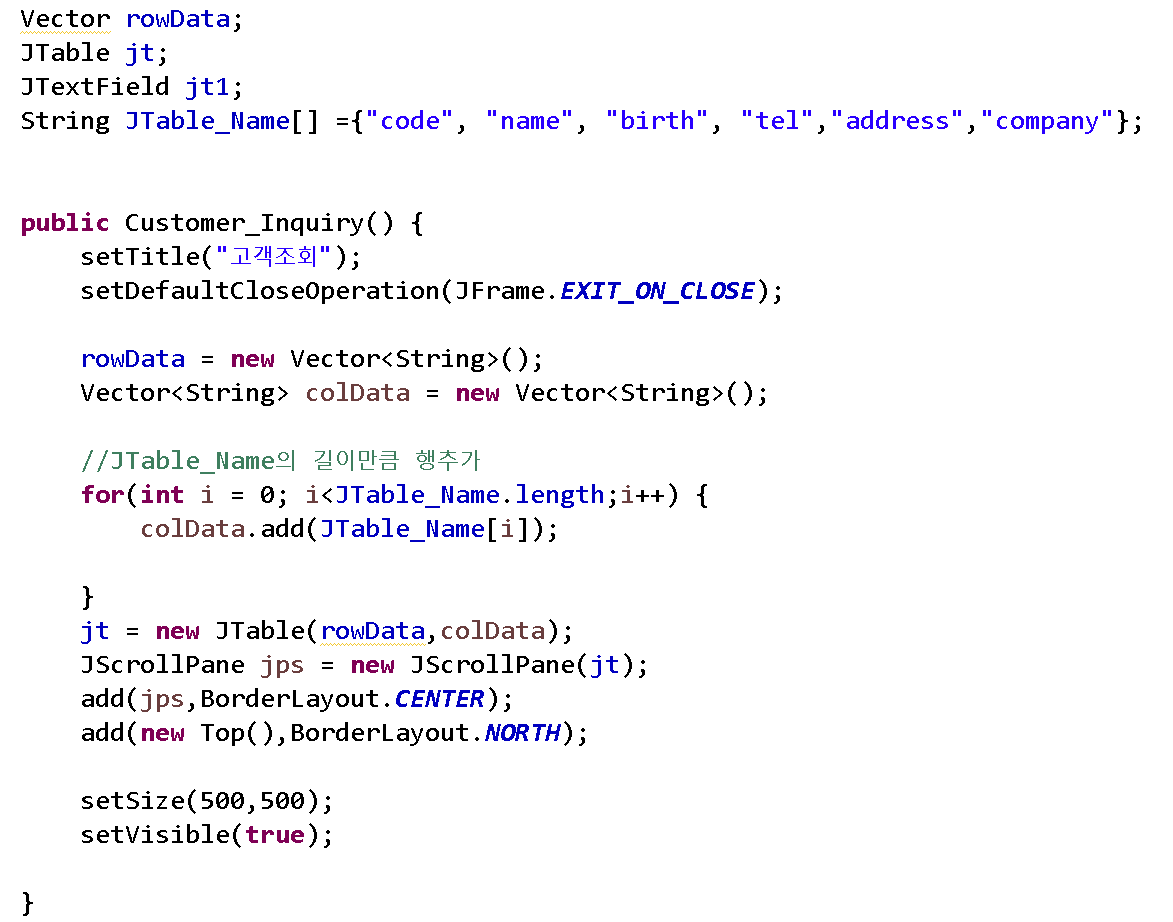 Vector rowData;
JTable jt;
JTextField jt1;
String JTable_Name[] ={"code", "name", "birth", "tel","address","company"};
public Customer_Inquiry() {
setTitle("고객조회");
setDefaultCloseOperation(JFrame.EXIT_ON_CLOSE);
rowData = new Vector<String>();
Vector<String> colData = new Vector<String>();
//JTable_Name의 길이만큼 행추가
for(int i = 0; i<JTable_Name.length;i++) {
colData.add(JTable_Name[i]);
}
jt = new JTable(rowData,colData);
JScrollPane jps = new JScrollPane(jt);
add(jps,BorderLayout.CENTER);
add(new Top(),BorderLayout.NORTH);
setSize(500,500);
setVisible(true);
}